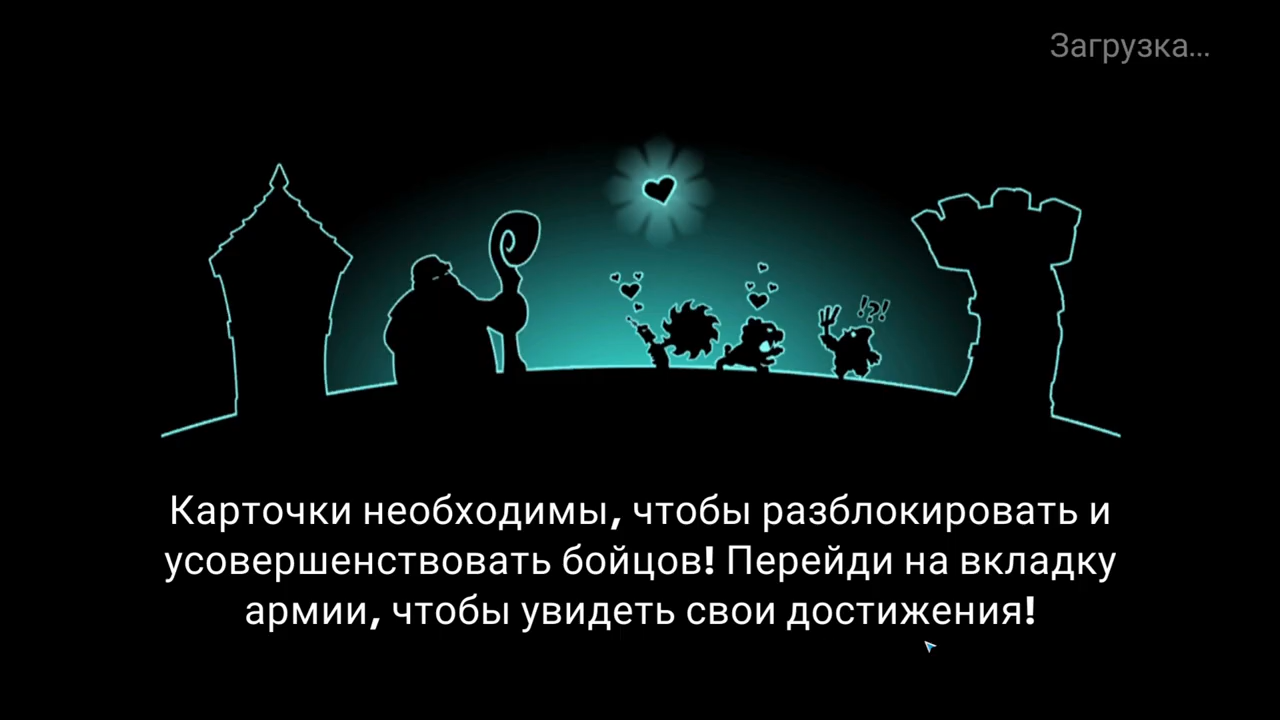 Загрузка...
!?!
Карточки необходимы, чтобы разблокировать и
усовершенствовать бойцов! Перейди на вкладку
армии, чтобы увидеть свои достижения!